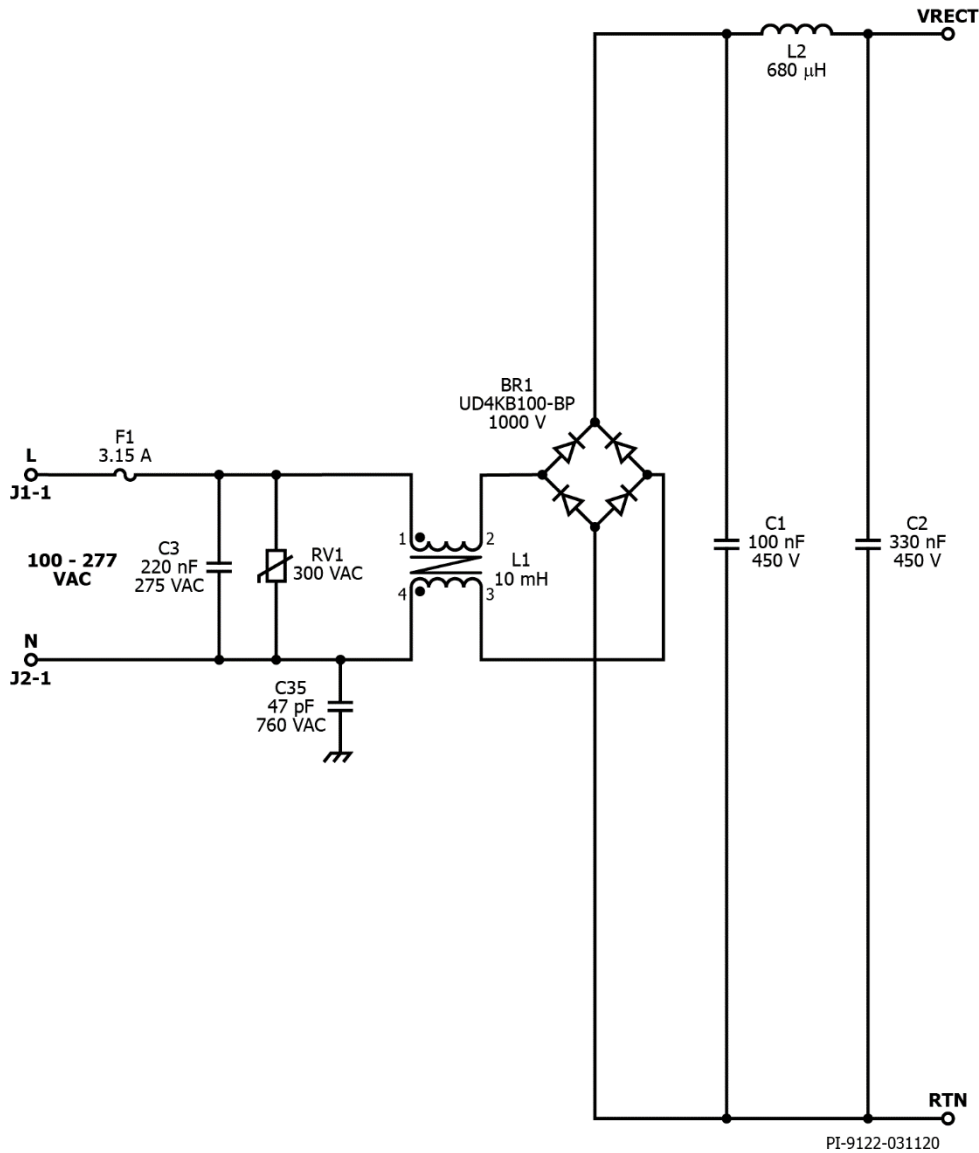 VRECT
L2
680 μH
BR1
UD4KB100-BP
1000 V
F1
3.15 A
L
J1-1
100 - 277
VAC
C3
220 nF
275 VAC
RV1
300 VAC
1
2
L1
10 mH
4
3
C1
100 nF
450 V
C2
330 nF
450 V
N
J2-1
C35
47 pF
760 VAC
RTN
PI-9122-031120